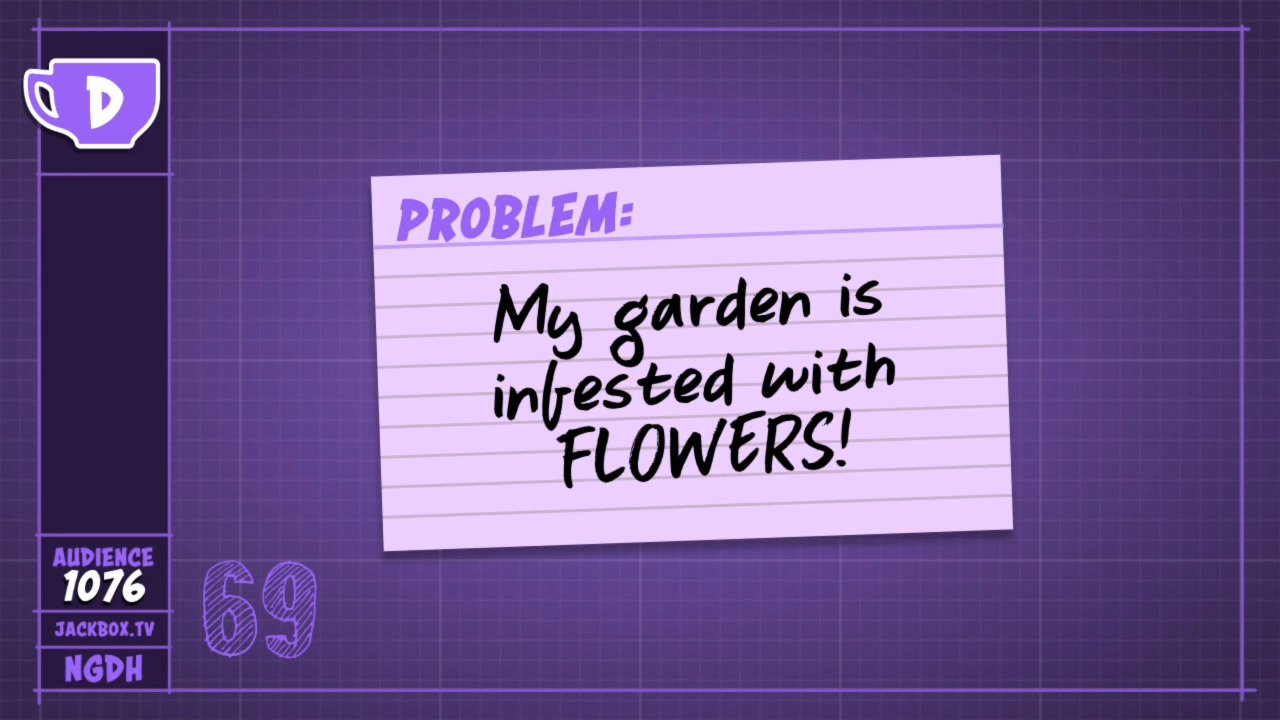 D
PROBLEM:
My garden is
infested with
FLOWERS!
AUDIENCE
1076
JACKBOX.TV
NGDH
69